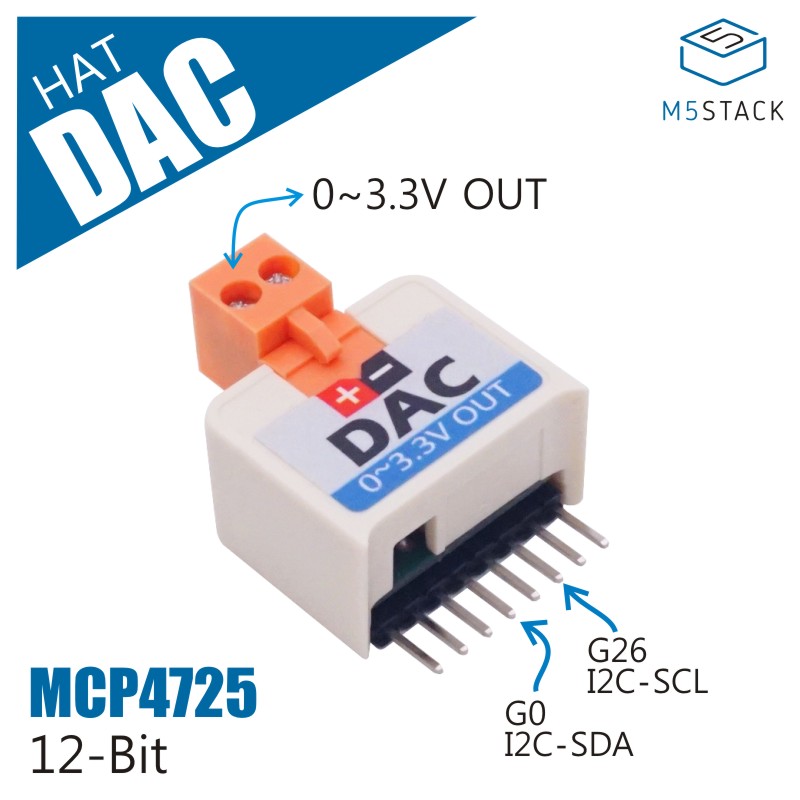 HAT
DAC
5
M5STACK
0~3.3V OUT
+ -
DAC
0~3.3V OUT
G26
I2C-SCL
G0
I2C-SDA
MCP4725
12-Bit